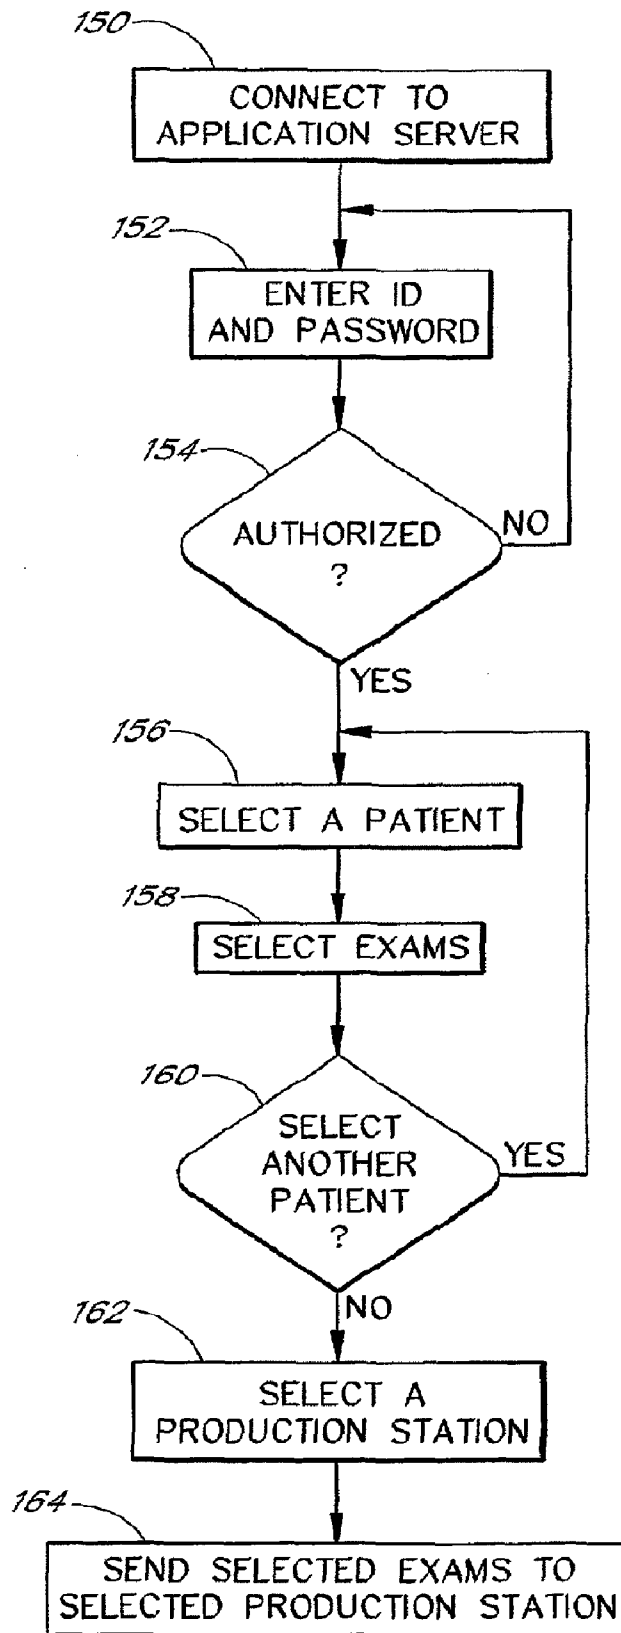 150
CONNECT TO
APPLICATION SERVER
152
ENTER ID
AND PASSWORD
154
AUTHORIZED
?
NO
YES
156
SELECT A PATIENT
158
SELECT EXAMS
160
SELECT
ANOTHER
PATIENT
?
YES
NO
162
SELECT A
PRODUCTION STATION
164
SEND SELECTED EXAMS TO
SELECTED PRODUCTION STATION